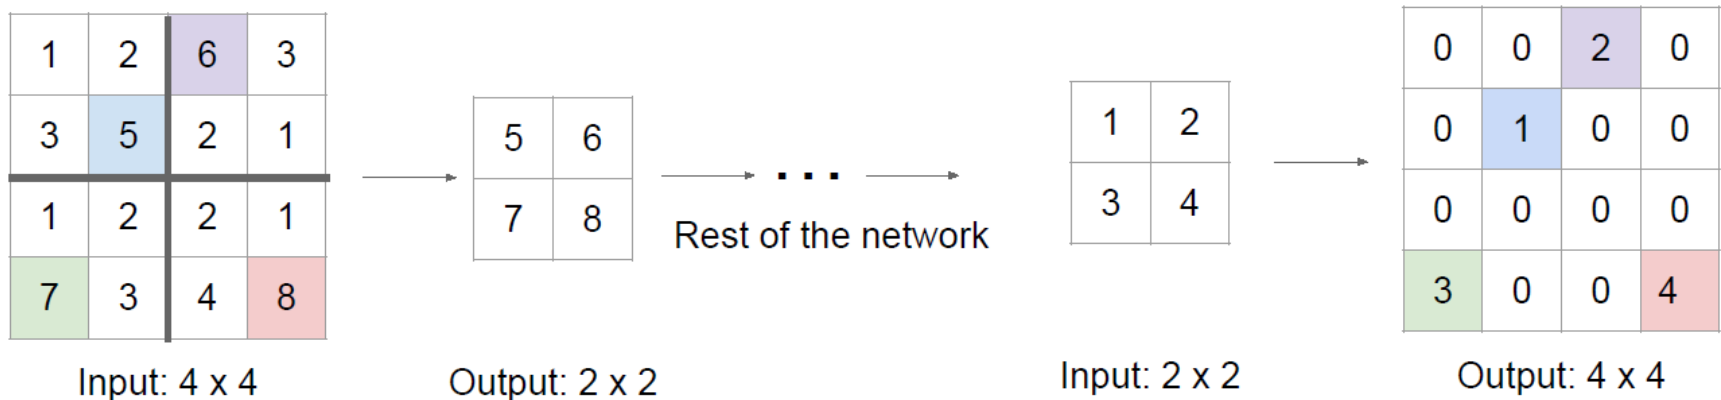 1 2 6 3
3 5 2 1
1 2 2 1
7 3 4 8
Input: 4 x 4
5 6
7 8
Output: 2 x 2
...
Rest of the network
1 2
3 4
Input: 2 x 2
0 0 2 0
0 1 0 0
0 0 0 0
3 0 0 4
Output: 4 x 4